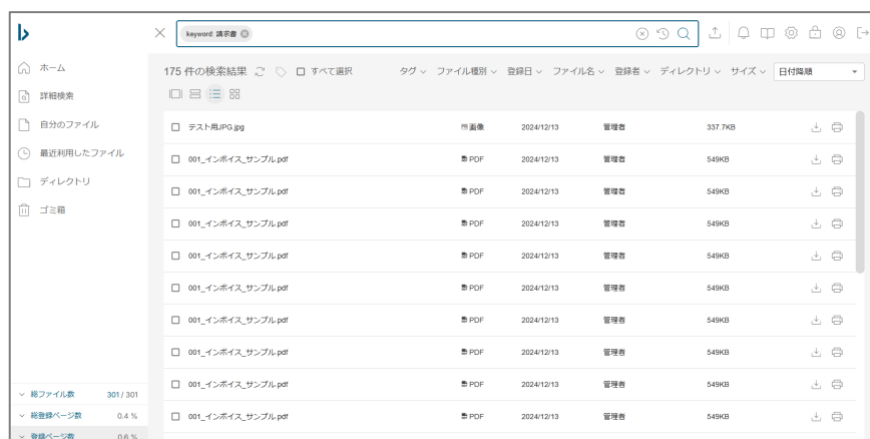 keyword 請求書
ホーム
詳細検索
自分のファイル
最近利用したファイル
ディレクトリ
ゴミ箱
総ファイル数 301 / 301
総登録ページ数 0.4 %
登録ページ数 0.6 %
175 件の検索結果 すべて選択 タグ ファイル種別 登録日 ファイル名 登録者 ディレクトリ サイズ 日付降順
テスト用JPG.jpg 画像 2024/12/13 管理者 337.7KB
001_インボイス_サンプル.pdf PDF 2024/12/13 管理者 549KB
001_インボイス_サンプル.pdf PDF 2024/12/13 管理者 549KB
001_インボイス_サンプル.pdf PDF 2024/12/13 管理者 549KB
001_インボイス_サンプル.pdf PDF 2024/12/13 管理者 549KB
001_インボイス_サンプル.pdf PDF 2024/12/13 管理者 549KB
001_インボイス_サンプル.pdf PDF 2024/12/13 管理者 549KB
001_インボイス_サンプル.pdf PDF 2024/12/13 管理者 549KB
001_インボイス_サンプル.pdf PDF 2024/12/13 管理者 549KB
001_インボイス_サンプル.pdf PDF 2024/12/13 管理者 549KB